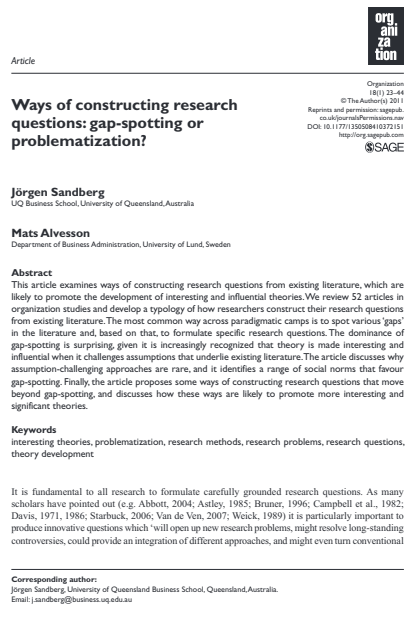 org
ani
za
tion
Article
Organization
18(1) 23–44
© The Author(s) 2011
Reprints and permission: sagepub.
co.uk/journalsPermissions.nav
DOI: 10.1177/1350508410372151
http://org.sagepub.com
SAGE
Ways of constructing research
questions: gap-spotting or
problematization?
Jörgen Sandberg
UQ Business School, University of Queensland, Australia
Mats Alvesson
Department of Business Administration, University of Lund, Sweden
Abstract
This article examines ways of constructing research questions from existing literature, which are
likely to promote the development of interesting and influential theories. We review 52 articles in
organization studies and develop a typology of how researchers construct their research questions
from existing literature. The most common way across paradigmatic camps is to spot various ‘gaps’
in the literature and, based on that, to formulate specific research questions. The dominance of
gap-spotting is surprising, given it is increasingly recognized that theory is made interesting and
influential when it challenges assumptions that underlie existing literature. The article discusses why
assumption-challenging approaches are rare, and it identifies a range of social norms that favour
gap-spotting. Finally, the article proposes some ways of constructing research questions that move
beyond gap-spotting, and discusses how these ways are likely to promote more interesting and
significant theories.
Keywords
interesting theories, problematization, research methods, research problems, research questions,
theory development
It is fundamental to all research to formulate carefully grounded research questions. As many
scholars have pointed out (e.g. Abbott, 2004; Astley, 1985; Bruner, 1996; Campbell et al., 1982;
Davis, 1971, 1986; Starbuck, 2006; Van de Ven, 2007; Weick, 1989) it is particularly important to
produce innovative questions which ‘will open up new research problems, might resolve long-standing
controversies, could provide an integration of different approaches, and might even turn conventional
Corresponding author:
Jörgen Sandberg, University of Queensland Business School, Queensland, Australia.
Email: j.sandberg@business.uq.edu.au